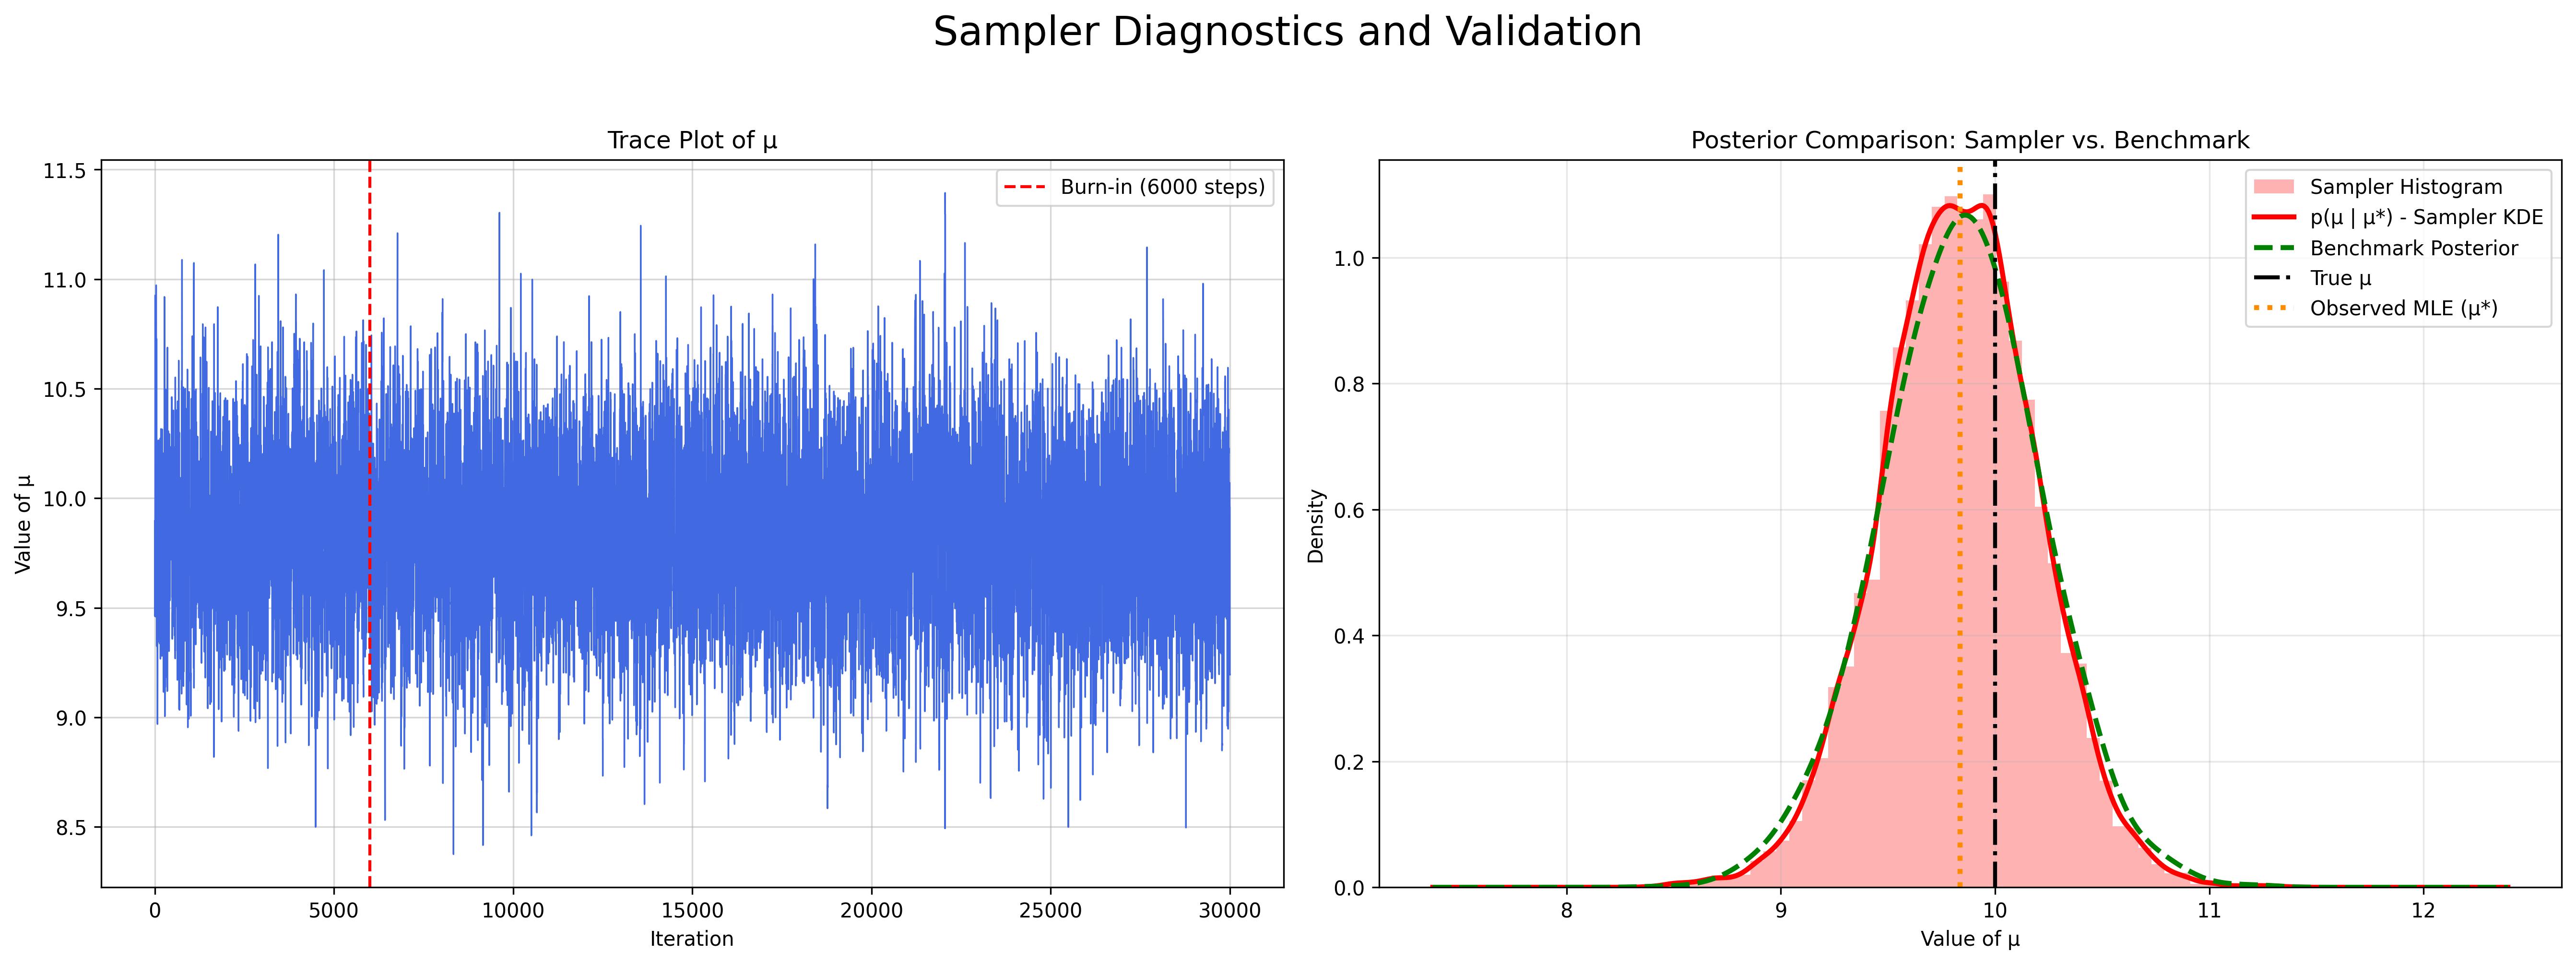 Sampler Diagnostics and Validation
Trace Plot of μ
Burn-in (6000 steps)
11.5
11.0
10.5
10.0
9.5
9.0
8.5
Value of μ
0
5000
10000
15000
20000
25000
30000
Iteration
Posterior Comparison: Sampler vs. Benchmark
Sampler Histogram
p(μ | μ*) - Sampler KDE
Benchmark Posterior
True μ
Observed MLE (μ*)
1.0
0.8
0.6
0.4
0.2
0.0
Density
8
9
10
11
12
Value of μ